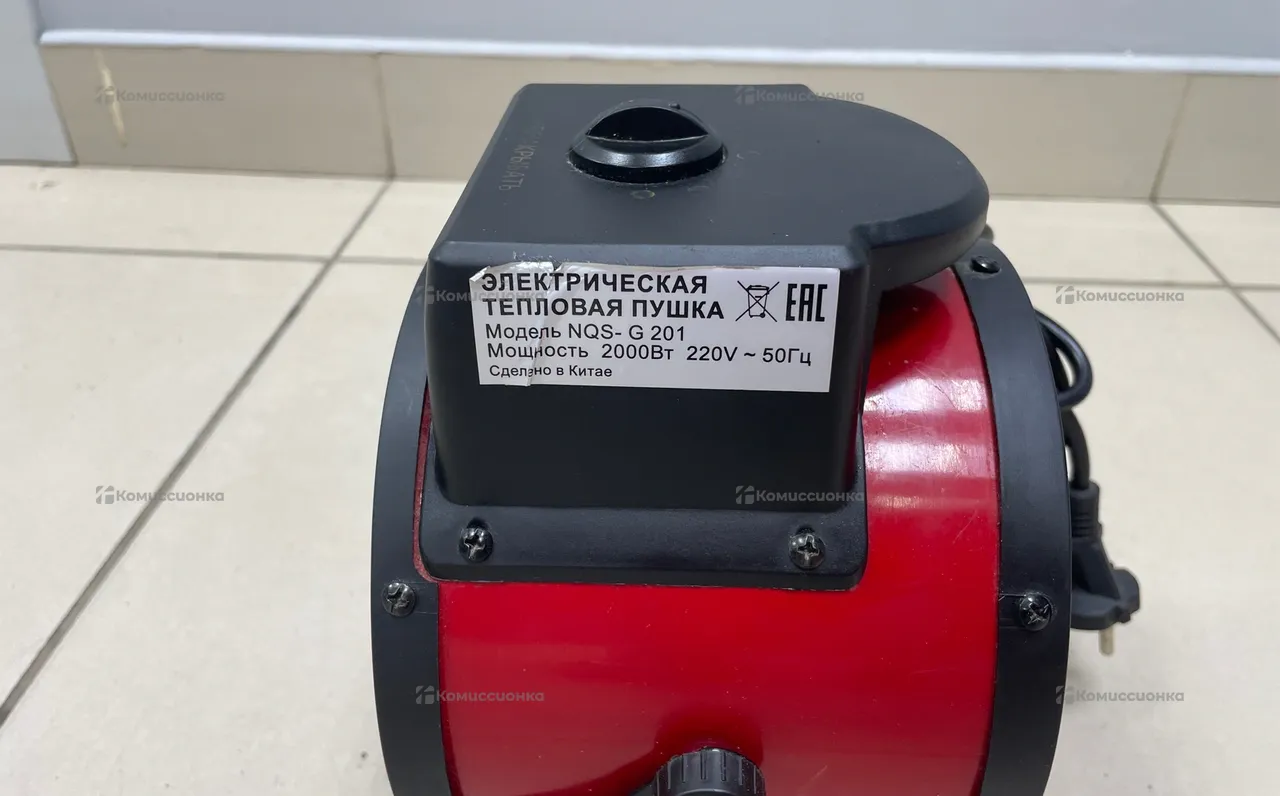 Комиссионка
Комиссионка
КРЫВАТЬ
ЭЛЕКТРИЧЕСКАЯ
ТЕПЛОВАЯ ПУШКА
EAC
Модель NQS- G 201
Мощность 2000Вт 220V ~ 50Гц
Сделано в Китае
Комиссионка
Комиссионка
Комиссионка
Комиссионка
Комиссионка
Комиссионка